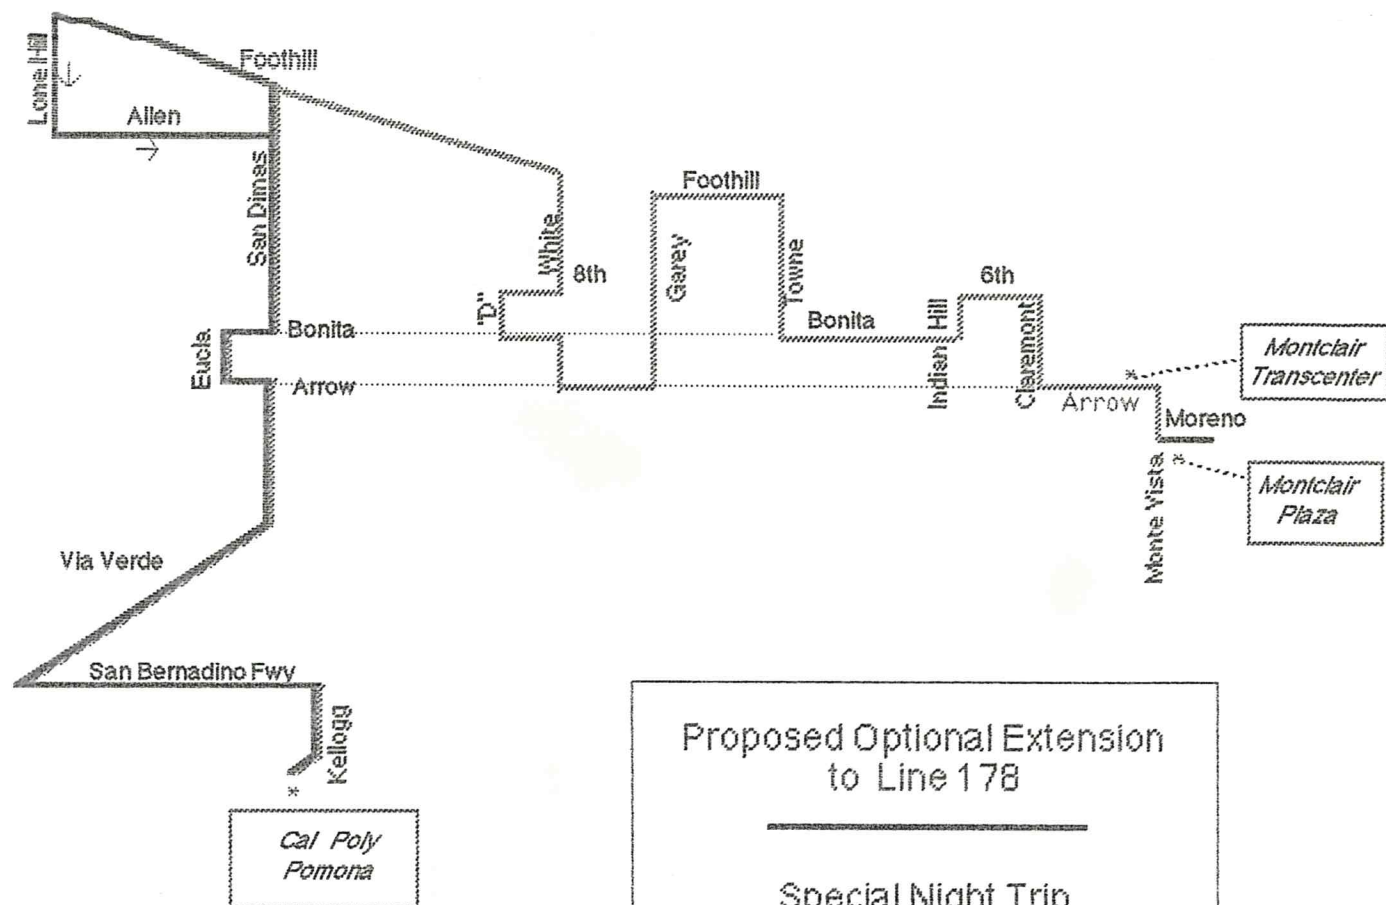 Lone Hill
Foothill
Allen
San Dimas
Foothill
White
8th
Garey
Towne
6th
"D"
Bonita
Bonita
Indian Hill
Claremont
Eucla
Arrow
Arrow
Montclair
Transcenter
Moreno
Monte Vista
Montclair
Plaza
Via Verde
San Bernadino Fwy
Kellogg
Cal Poly
Pomona
Proposed Optional Extension
to Line 178
Special Night Trip